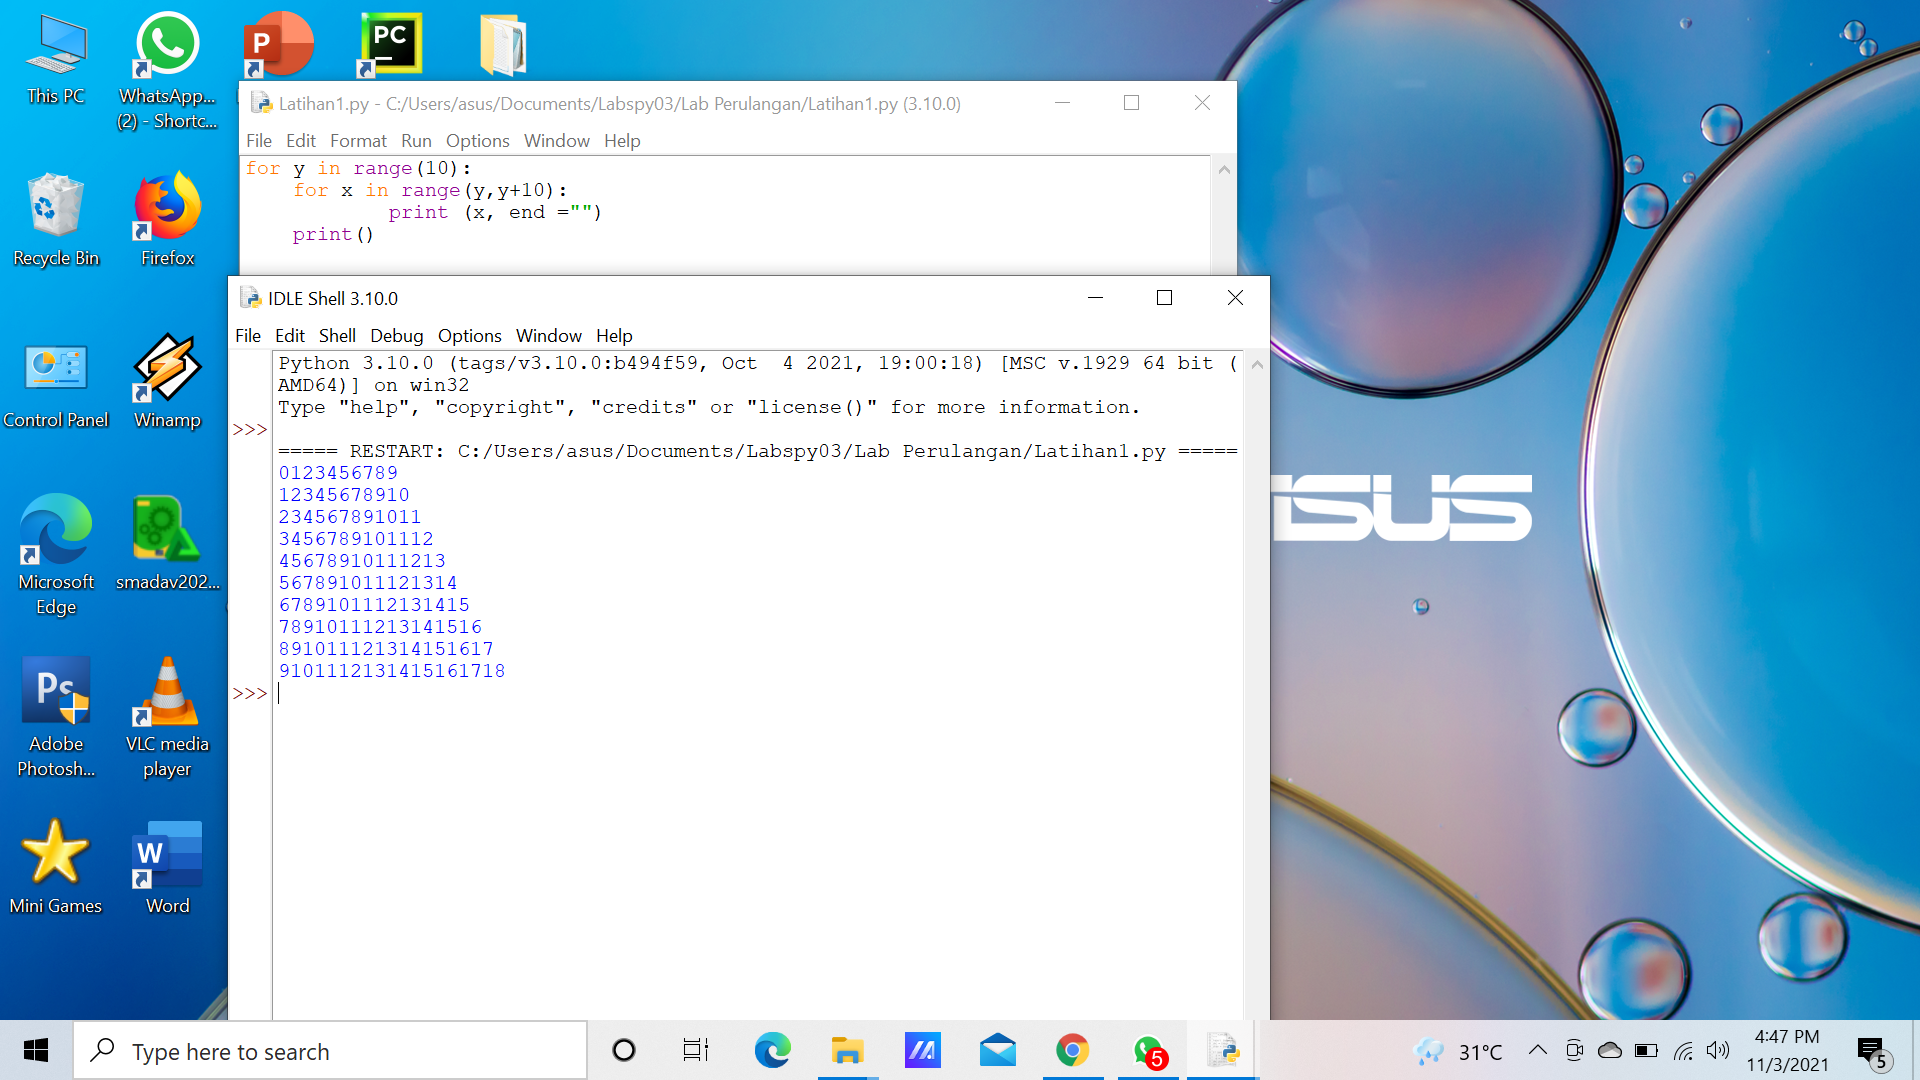 This PC
WhatsApp...
(2) - Shortc...
P
PC
Recycle Bin
Firefox
Control Panel
Winamp
Microsoft
Edge
smadav202...
Ps
Adobe
Photosh...
VLC media
player
Mini Games
W
Word
Latihan1.py - C:/Users/asus/Documents/Labspy03/Lab Perulangan/Latihan1.py (3.10.0)
File Edit Format Run Options Window Help
for y in range(10):
    for x in range(y,y+10):
            print (x, end ="")
    print()
IDLE Shell 3.10.0
File Edit Shell Debug Options Window Help
Python 3.10.0 (tags/v3.10.0:b494f59, Oct  4 2021, 19:00:18) [MSC v.1929 64 bit (
AMD64)] on win32
Type "help", "copyright", "credits" or "license()" for more information.
>>>
===== RESTART: C:/Users/asus/Documents/Labspy03/Lab Perulangan/Latihan1.py =====
0123456789
12345678910
234567891011
3456789101112
45678910111213
567891011121314
6789101112131415
78910111213141516
891011121314151617
9101112131415161718
>>>
Type here to search
5
31°C
4:47 PM
11/3/2021
5